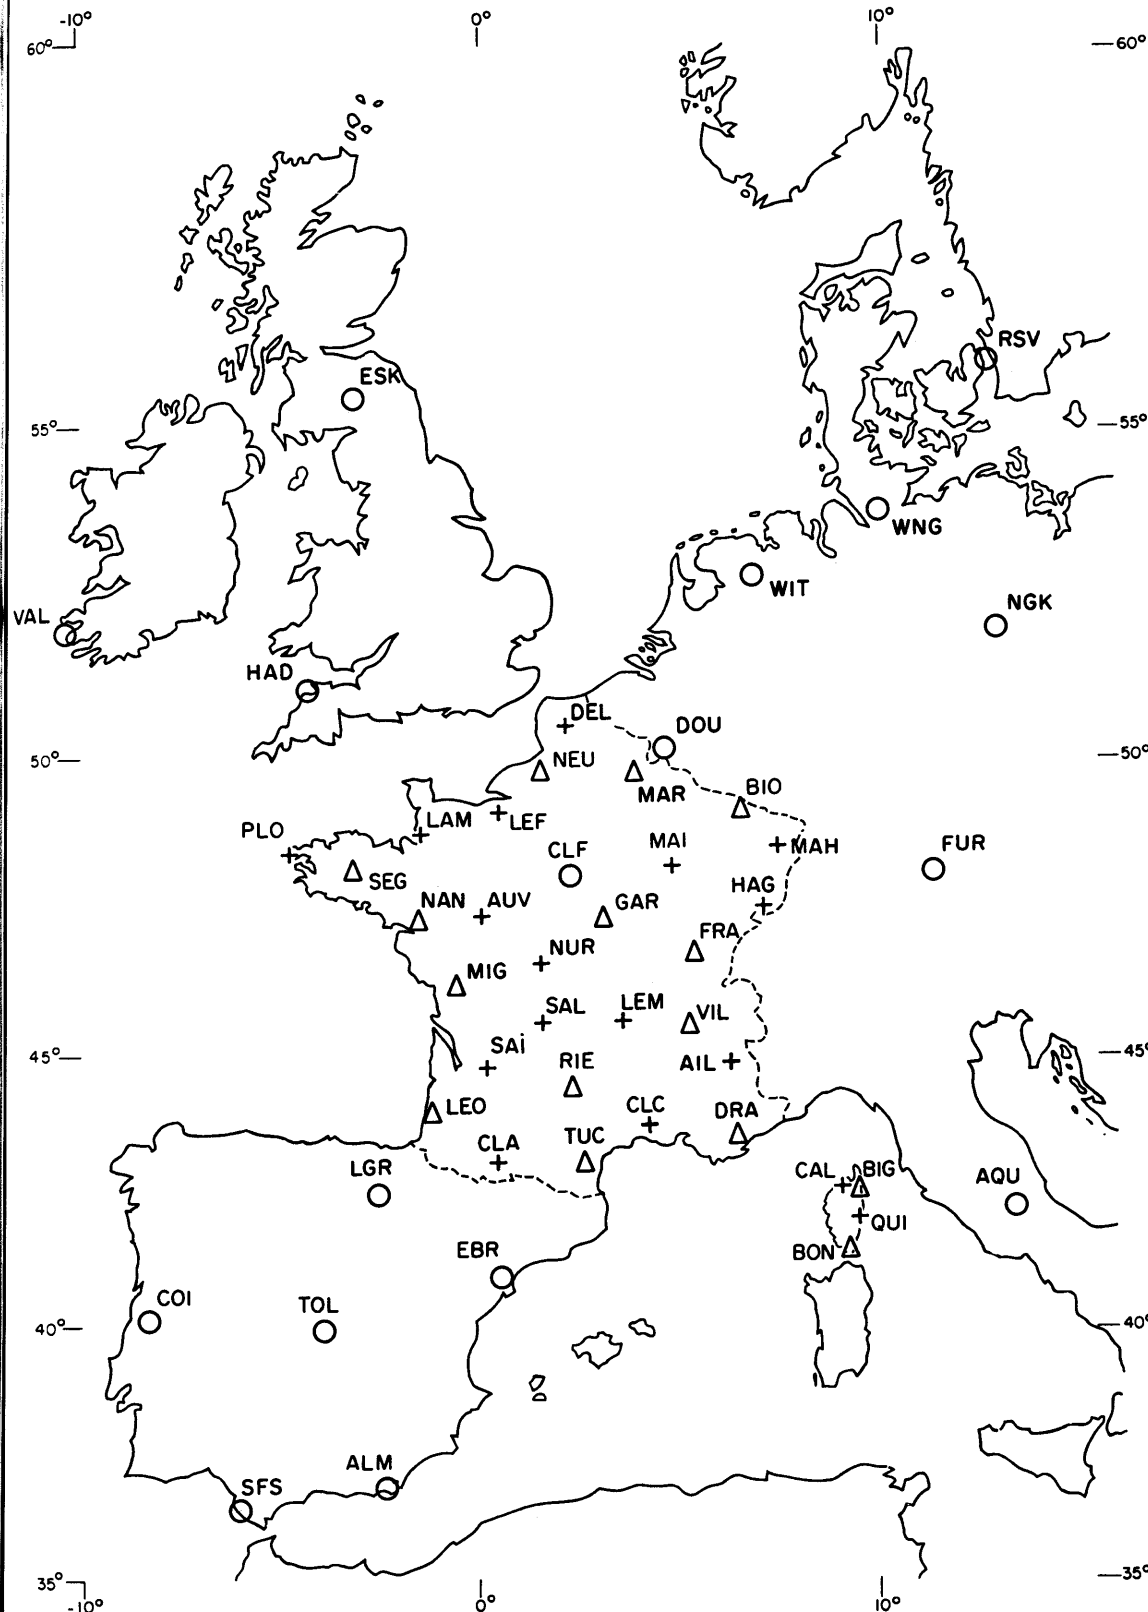 -10° 0° 10°
60° 60°
RSV
ESK
55° 55°
WNG
WIT
NGK
VAL
HAD
DEL
DOU
50° 50°
NEU
MAR
BIO
LAM
LEF
PLO
MAI
MAH
CLF
FUR
SEG
HAG
NAN
AUV
GAR
FRA
NUR
MIG
SAL
LEM
VIL
SAİ
45° 45°
RIE
AIL
LEO
CLC
DRA
CLA
TUC
LGR
CAL
BIG
AQU
QUI
EBR
BON
COI
TOL
40° 40°
ALM
SFS
35° 35°
-10° 0° 10°